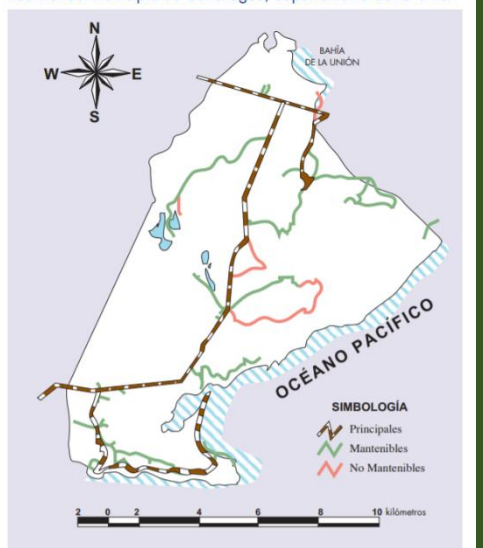 N
W E
S
BAHÍA
DE LA UNIÓN
OCÉANO PACÍFICO
SIMBOLOGÍA
Principales
Mantenibles
No Mantenibles
2 0 2 4 6 8 10 kilómetros